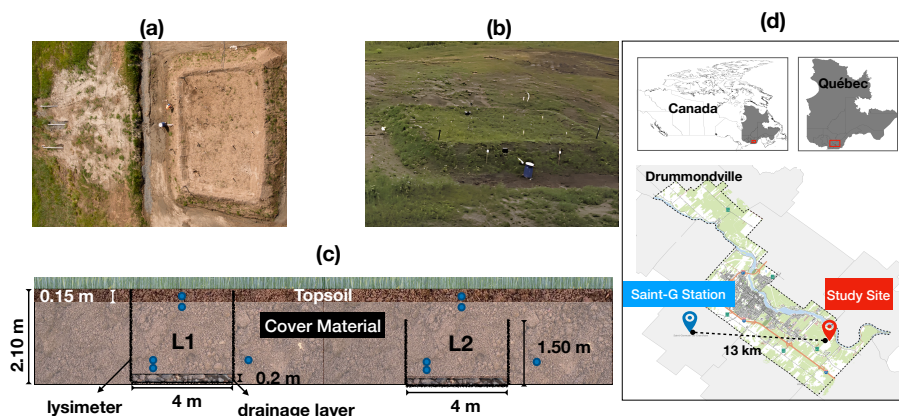 (a)
(b)
(d)
Canada
Québec
Drummondville
Saint-G Station
Study Site
13 km
(c)
0.15 m
Topsoil
Cover Material
2.10 m
L1
L2
1.50 m
0.2 m
lysimeter
4 m
drainage layer
4 m